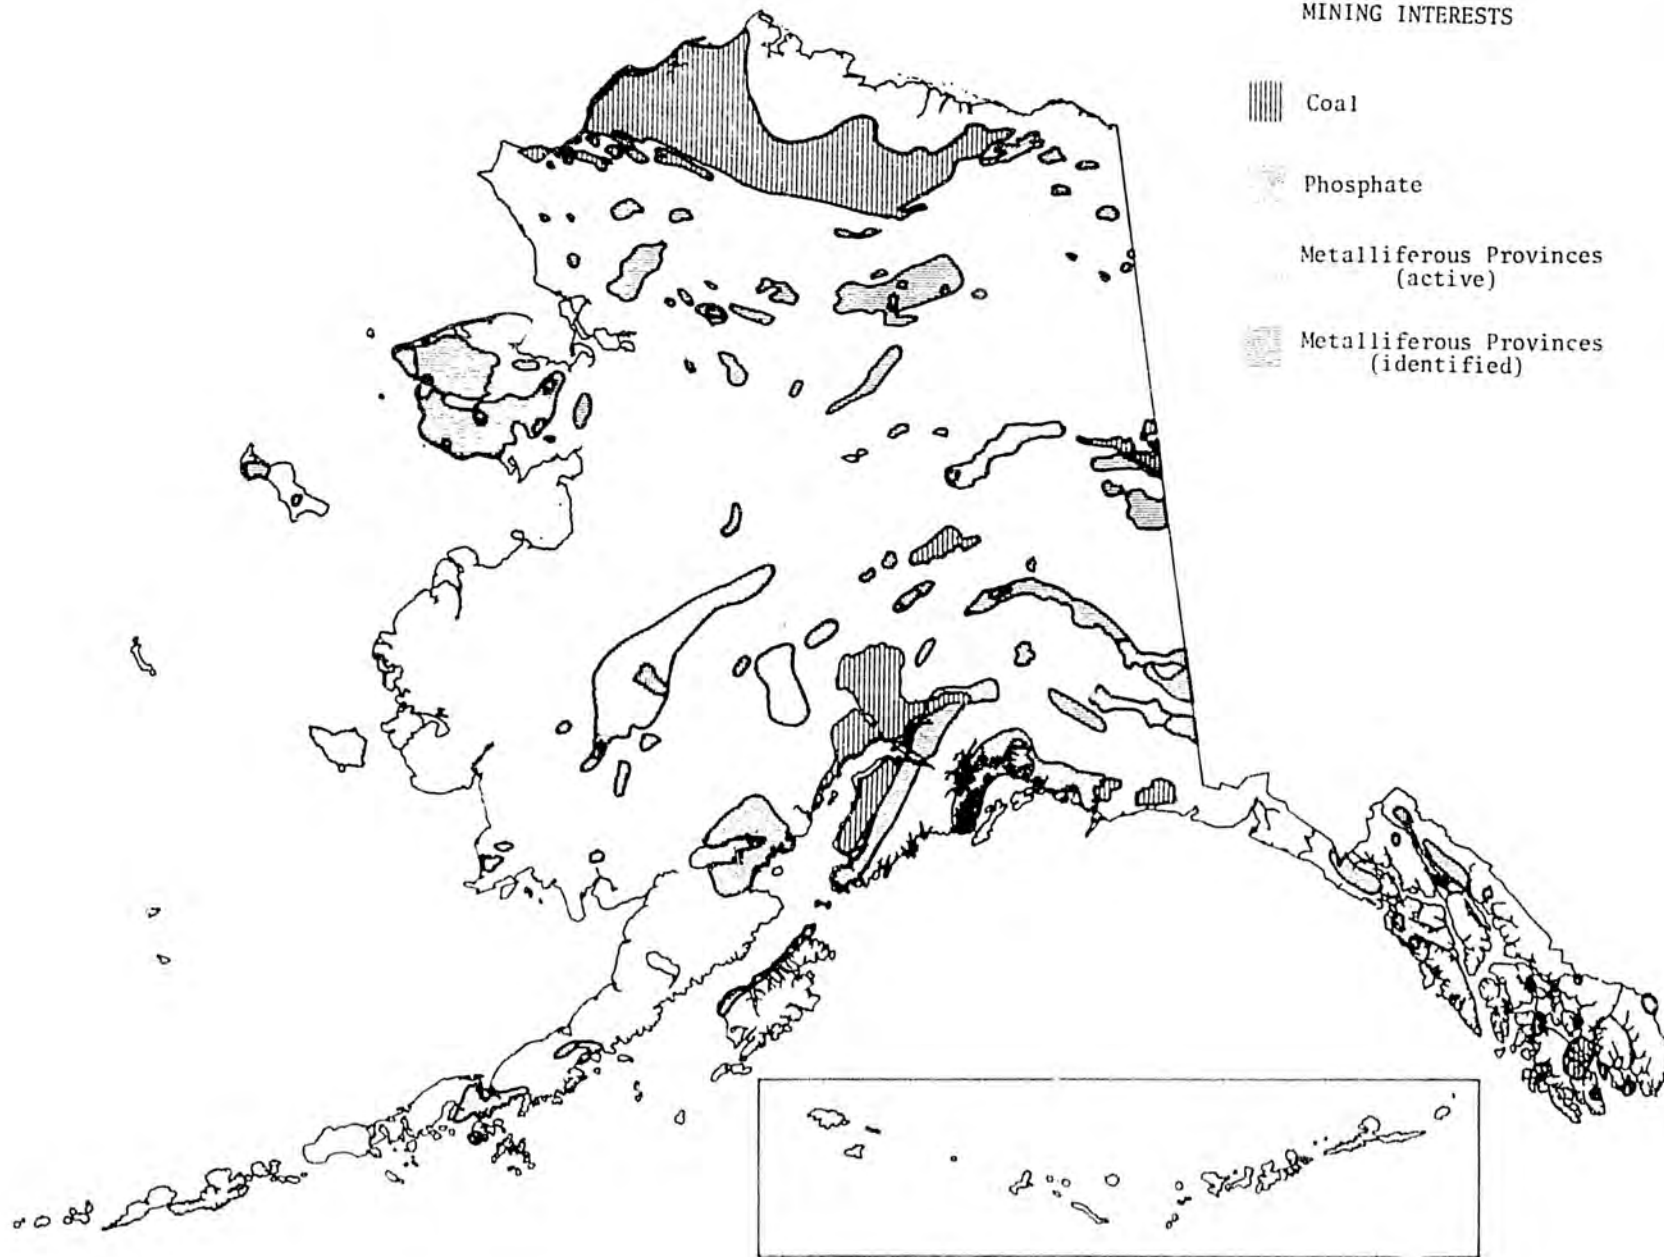 MINING INTERESTS
Coal
Phosphate
Metalliferous Provinces
(active)
Metalliferous Provinces
(identified)